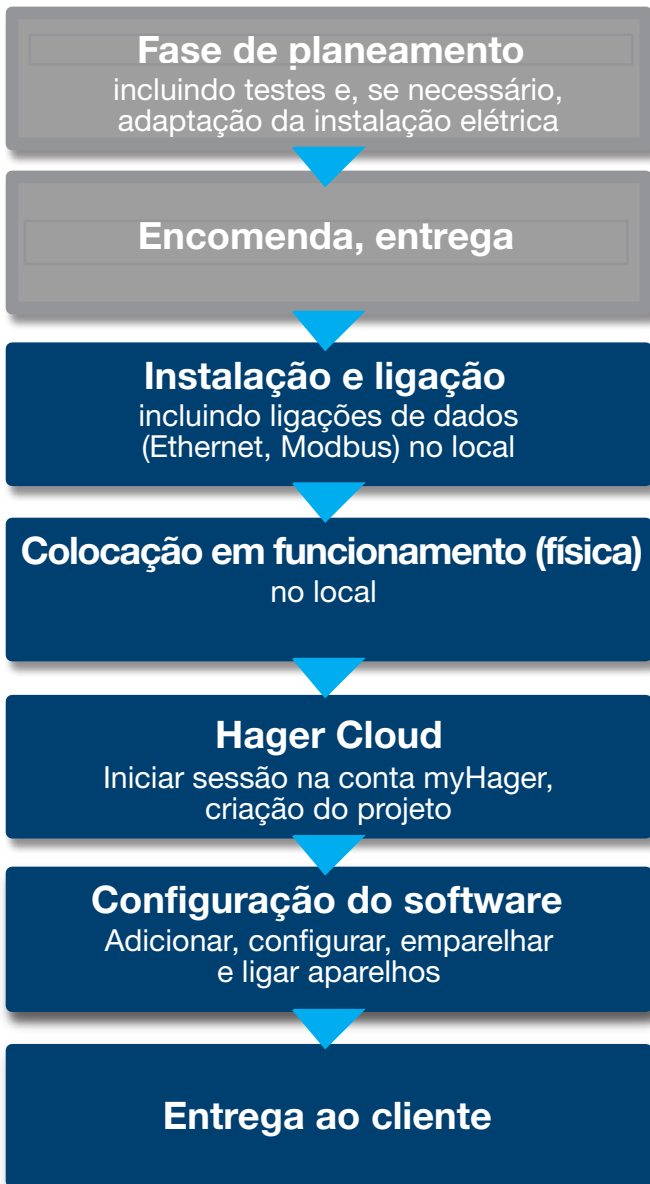 Fase de planeamento
incluindo testes e, se necessário,
adaptação da instalação elétrica
Encomenda, entrega
Instalação e ligação
incluindo ligações de dados
(Ethernet, Modbus) no local
Colocação em funcionamento (física)
no local
Hager Cloud
Iniciar sessão na conta myHager,
criação do projeto
Configuração do software
Adicionar, configurar, emparelhar
e ligar aparelhos
Entrega ao cliente